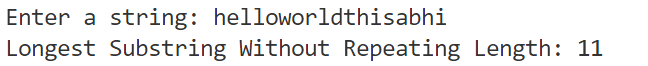 Enter a string: helloworldthisabhi
Longest Substring Without Repeating Length: 11